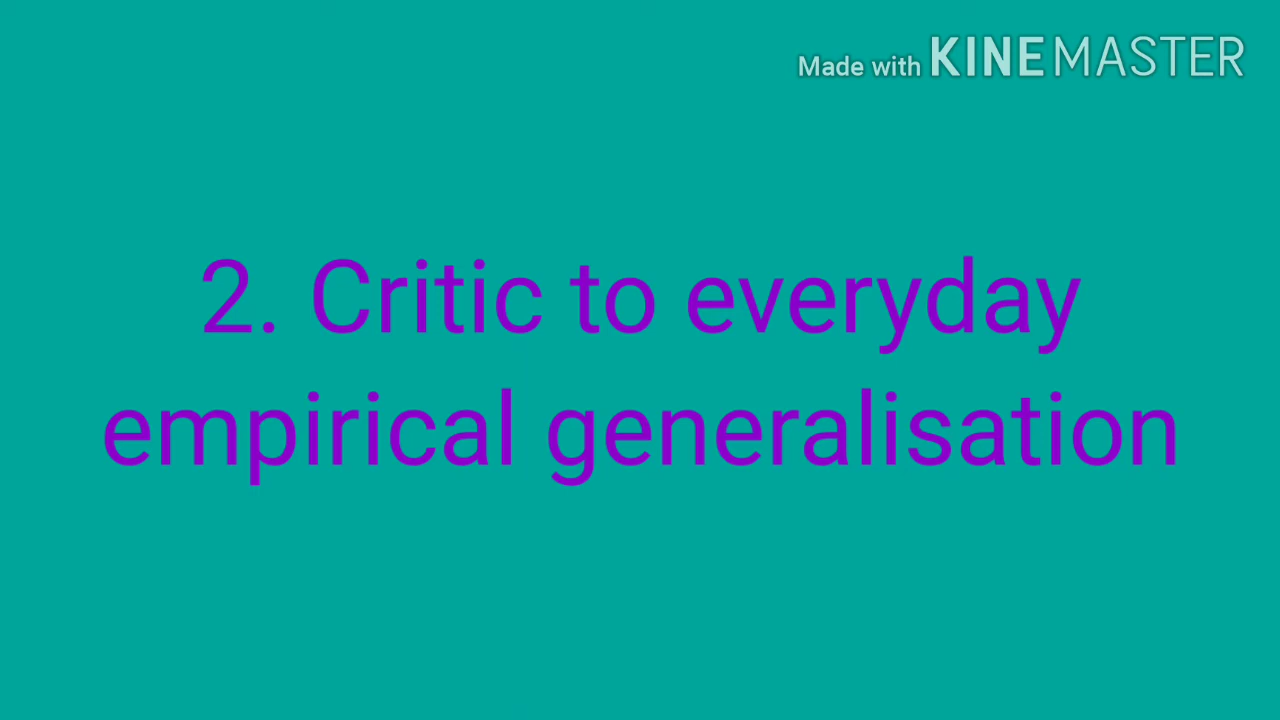 Made with KINEMASTER
2. Critic to everyday
empirical generalisation